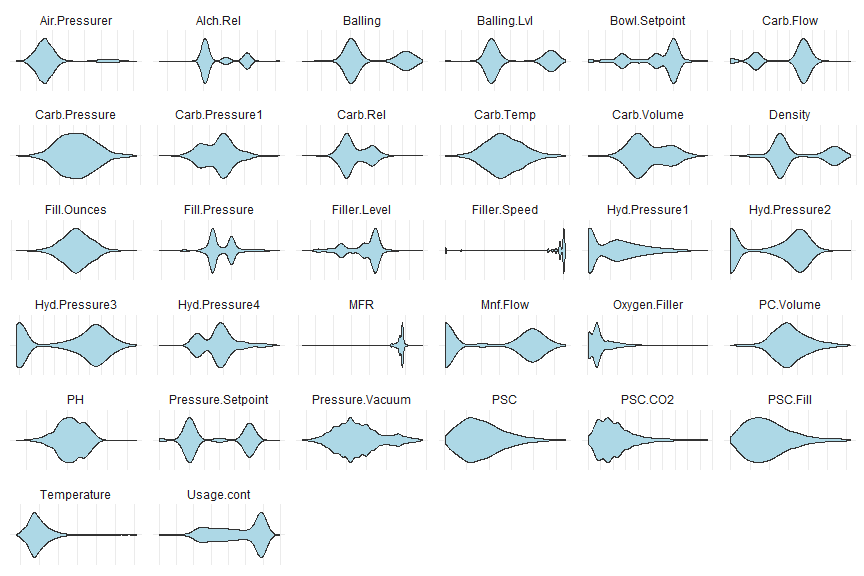 Air.Pressurer Alch.Rel Balling Balling.Lvl Bowl.Setpoint Carb.Flow
Carb.Pressure Carb.Pressure1 Carb.Rel Carb.Temp Carb.Volume Density
Fill.Ounces Fill.Pressure Filler.Level Filler.Speed Hyd.Pressure1 Hyd.Pressure2
Hyd.Pressure3 Hyd.Pressure4 MFR Mnf.Flow Oxygen.Filler PC.Volume
PH Pressure.Setpoint Pressure.Vacuum PSC PSC.CO2 PSC.Fill
Temperature Usage.cont